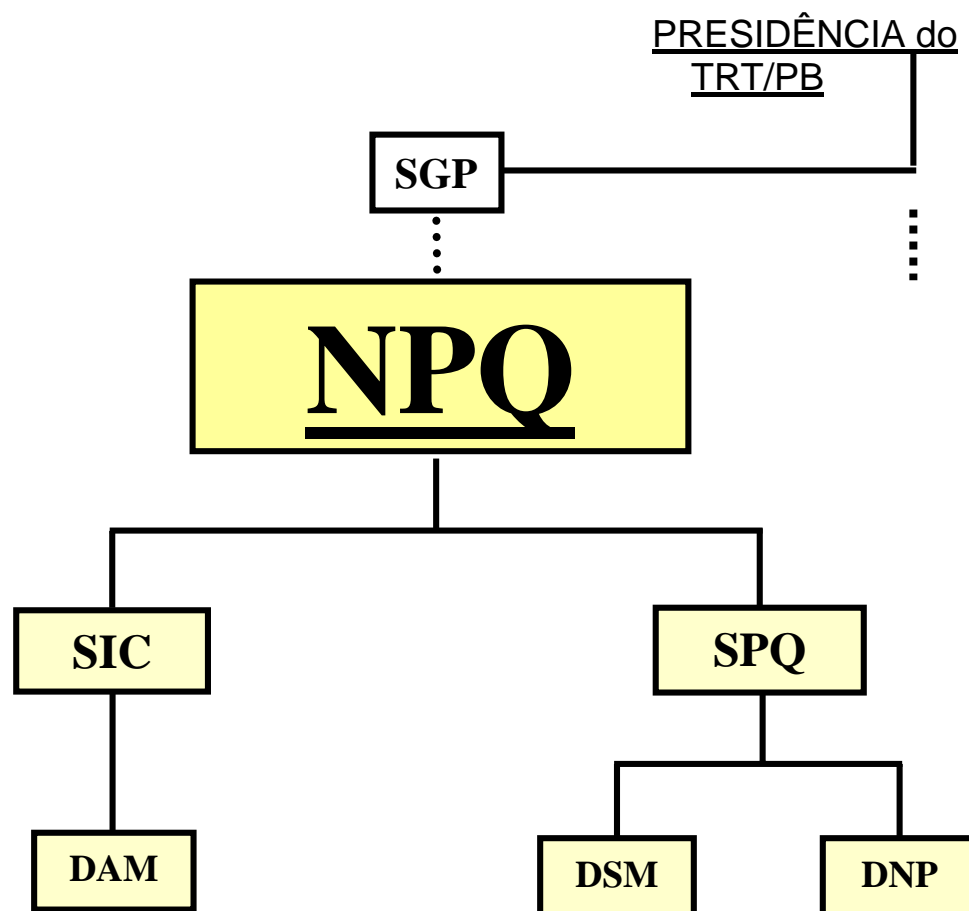 PRESIDÊNCIA do
TRT/PB
SGP
NPQ
SIC
SPQ
DAM
DSM
DNP